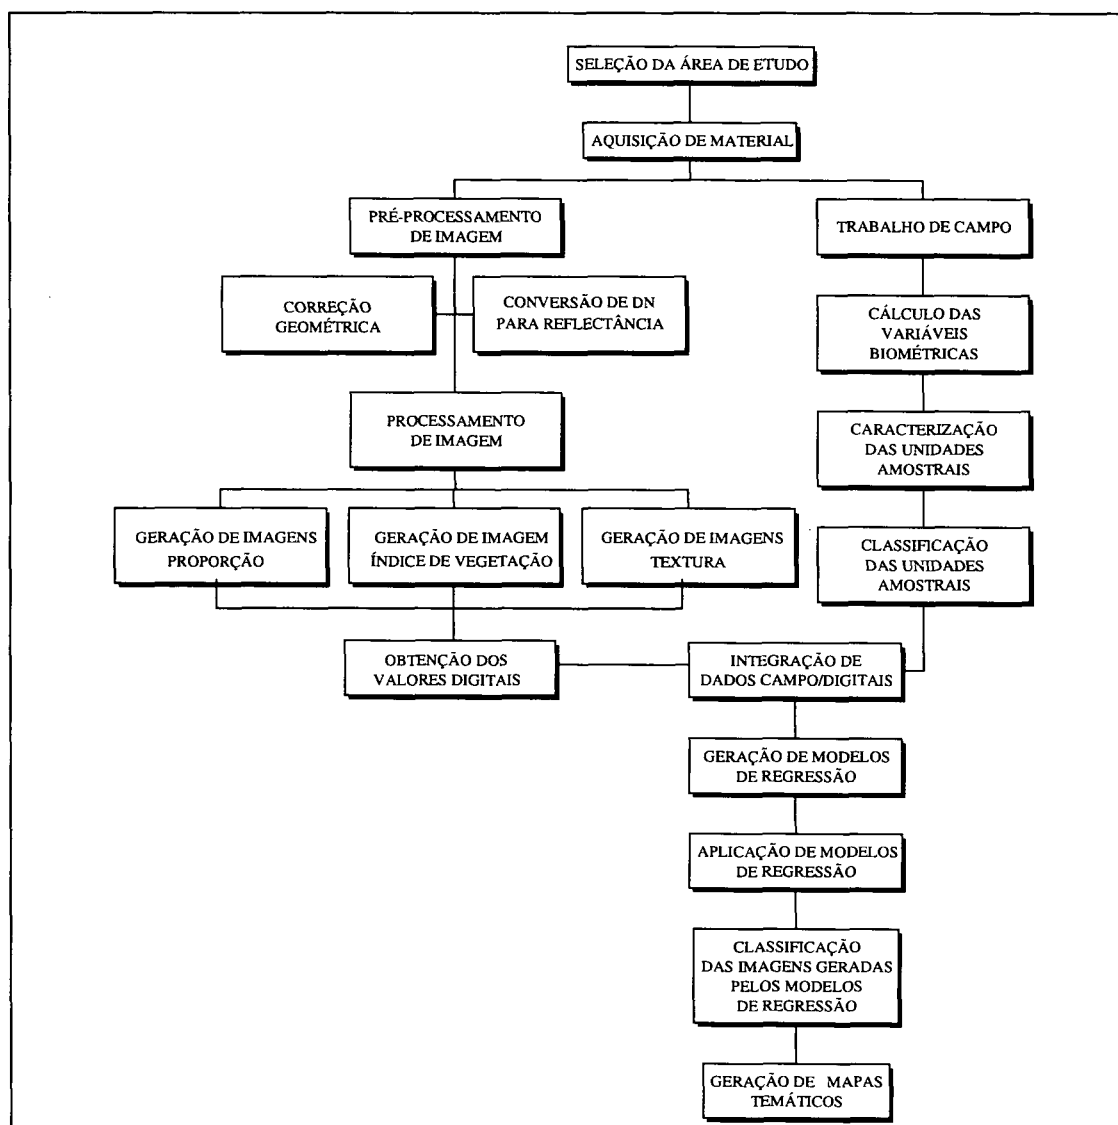 SELEÇÃO DA ÁREA DE ETUDO
AQUISIÇÃO DE MATERIAL
PRÉ-PROCESSAMENTO
DE IMAGEM
TRABALHO DE CAMPO
CORREÇÃO
GEOMÉTRICA
CONVERSÃO DE DN
PARA REFLECTÂNCIA
CÁLCULO DAS
VARIÁVEIS
BIOMÉTRICAS
PROCESSAMENTO
DE IMAGEM
CARACTERIZAÇÃO
DAS UNIDADES
AMOSTRAIS
GERAÇÃO DE IMAGENS
PROPORÇÃO
GERAÇÃO DE IMAGEM
ÍNDICE DE VEGETAÇÃO
GERAÇÃO DE IMAGENS
TEXTURA
CLASSIFICAÇÃO
DAS UNIDADES
AMOSTRAIS
OBTENÇÃO DOS
VALORES DIGITAIS
INTEGRAÇÃO DE
DADOS CAMPO/DIGITAIS
GERAÇÃO DE MODELOS
DE REGRESSÃO
APLICAÇÃO DE MODELOS
DE REGRESSÃO
CLASSIFICAÇÃO
DAS IMAGENS GERADAS
PELOS MODELOS
DE REGRESSÃO
GERAÇÃO DE MAPAS
TEMÁTICOS